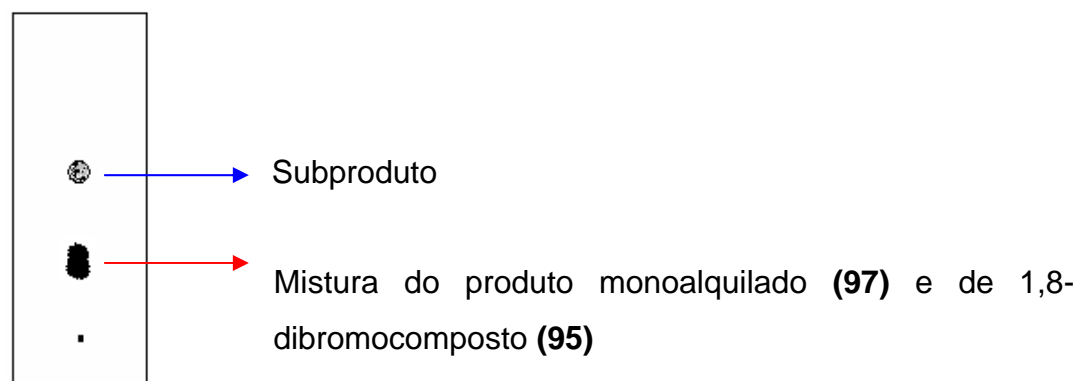 Subproduto
Mistura do produto monoalquilado (97) e de 1,8-
dibromocomposto (95)